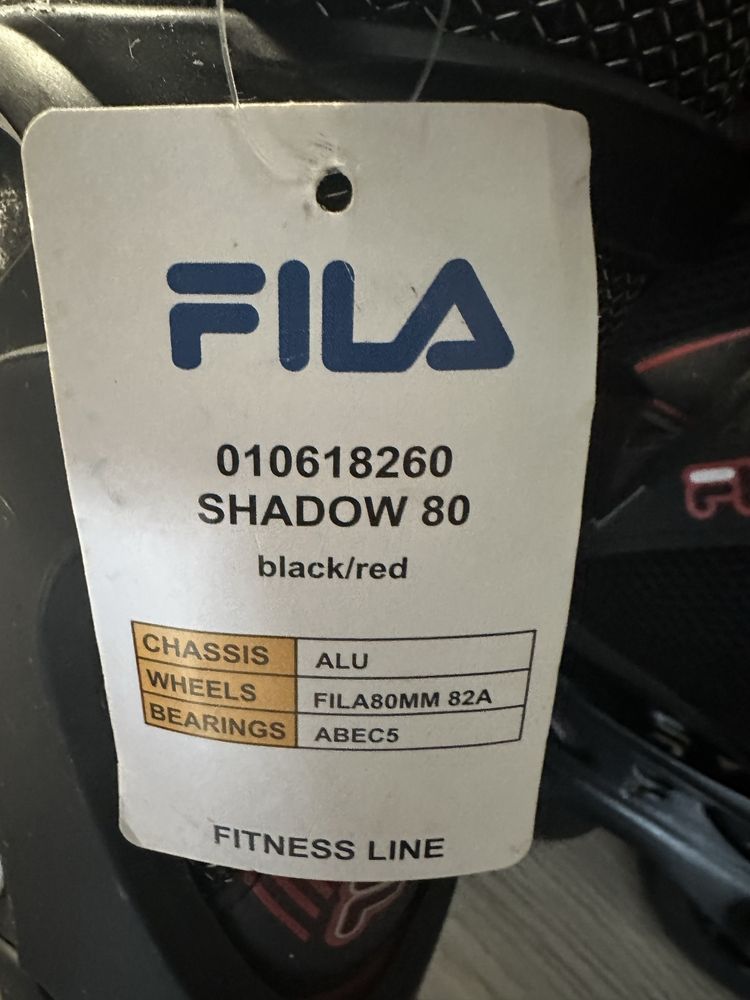 FILA
010618260
SHADOW 80
black/red
CHASSIS ALU
WHEELS FILA80MM 82A
BEARINGS ABEC5
FITNESS LINE